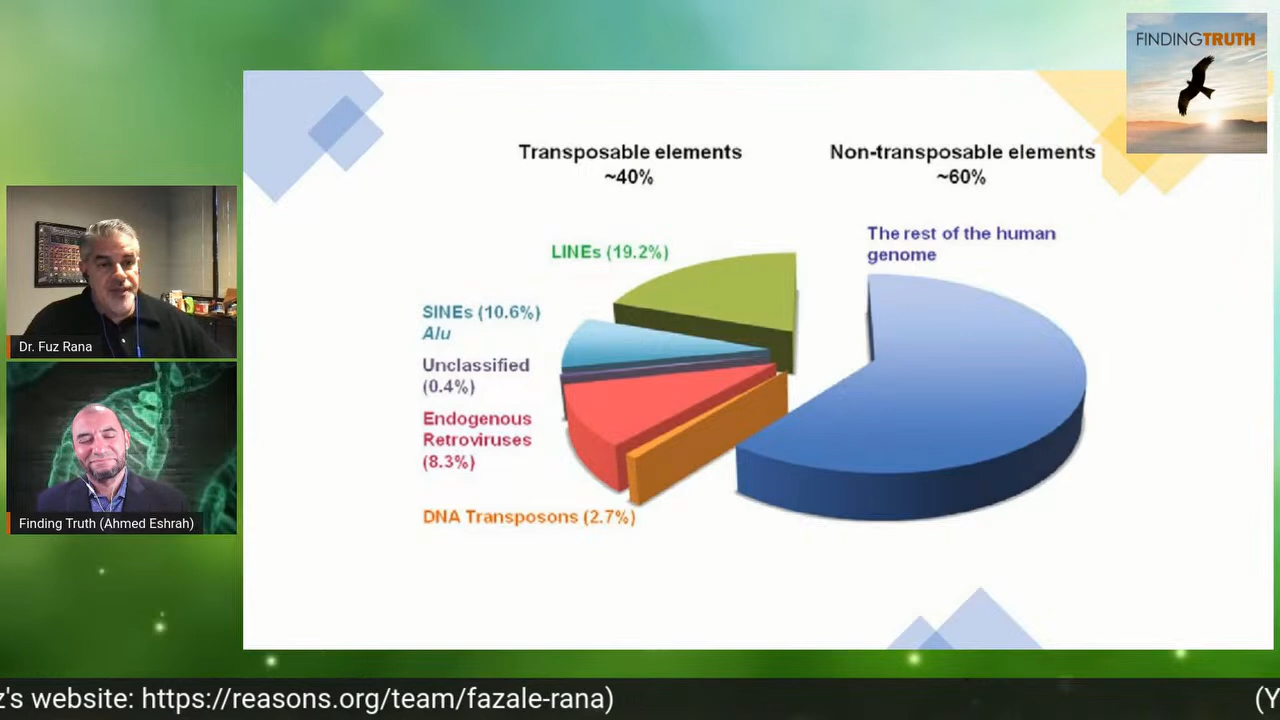 FINDINGTRUTH
Transposable elements
~40%
Non-transposable elements
~60%
The rest of the human
genome
LINEs (19.2%)
SINEs (10.6%)
Alu
Unclassified
(0.4%)
Endogenous
Retroviruses
(8.3%)
DNA Transposons (2.7%)
Dr. Fuz Rana
Finding Truth (Ahmed Eshrah)
z's website: https://reasons.org/team/fazale-rana)
(Y